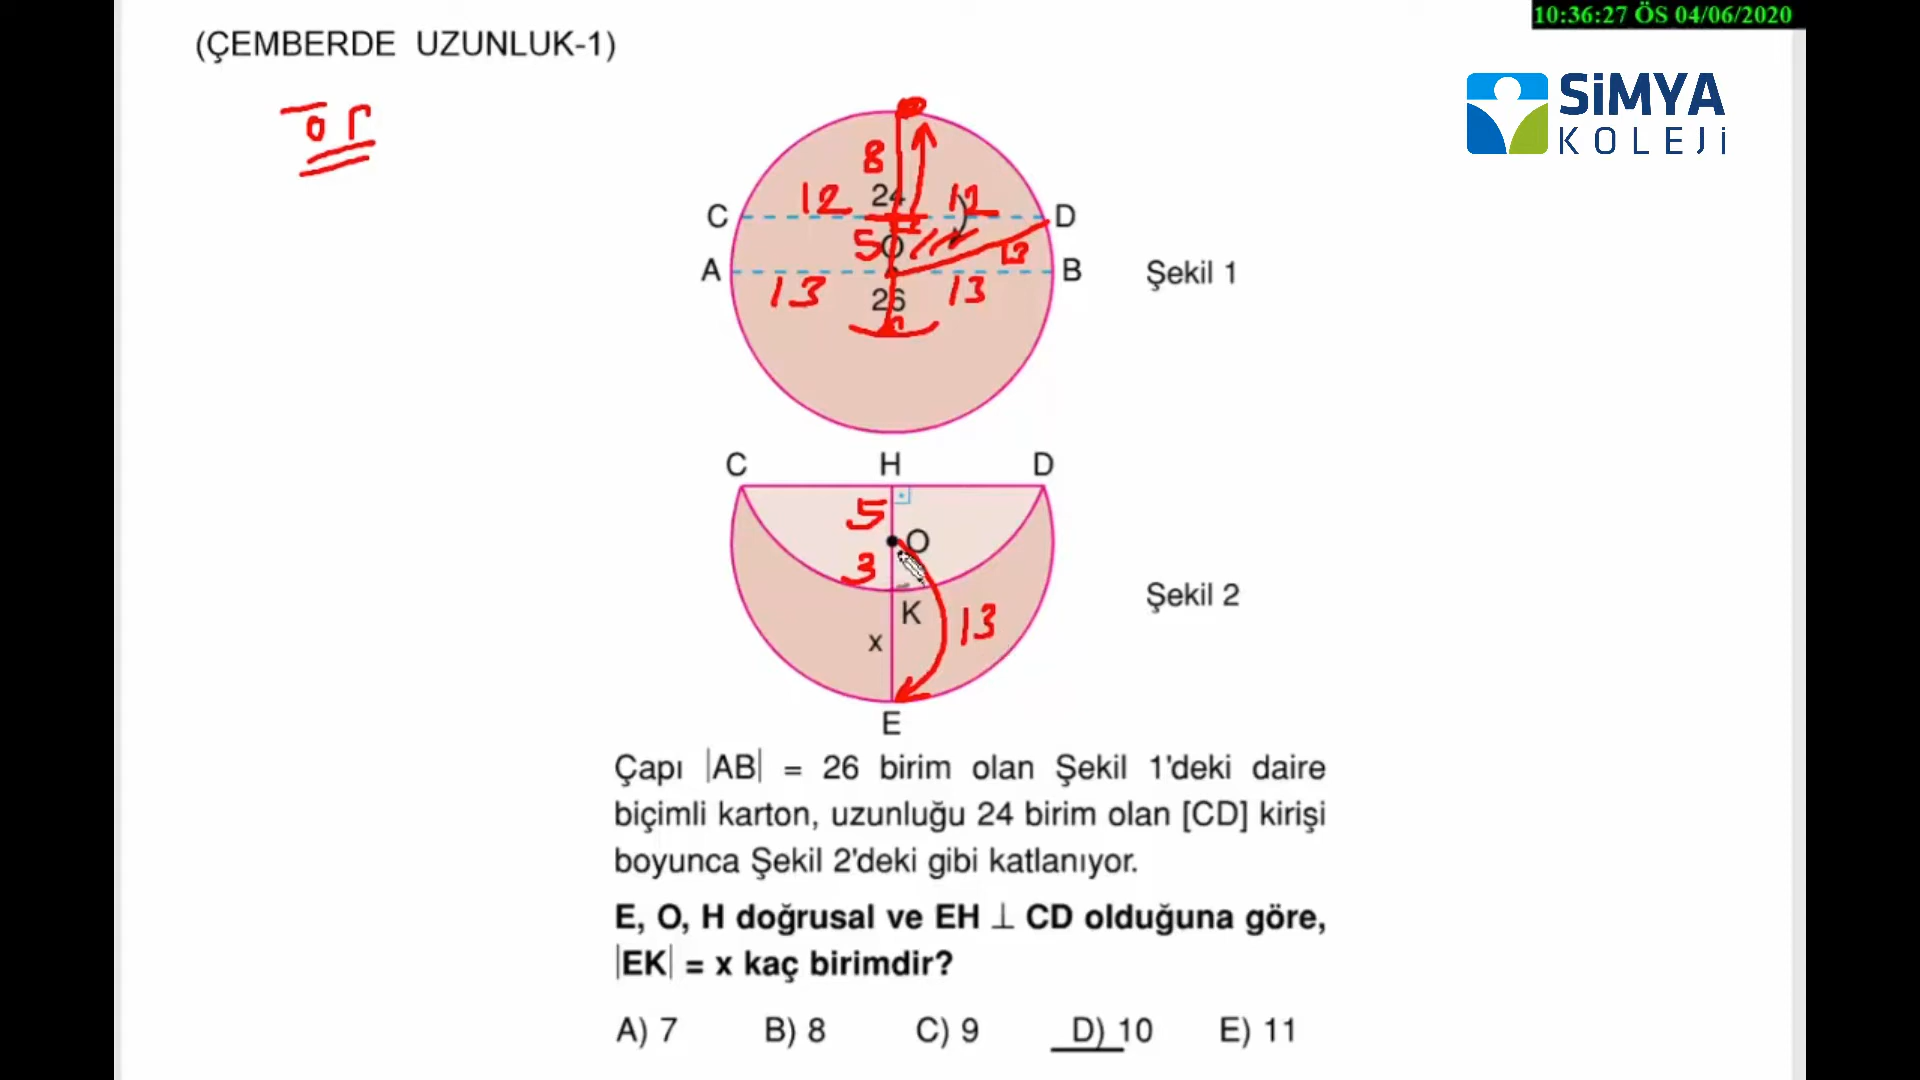 10:36:27 ÖS 04/06/2020
(ÇEMBERDE UZUNLUK-1)
SiMYA
KOLEJi
or
8
12 24 12
C D
5 O 13
A B Şekil 1
13 26 13
C H D
5
O
3
K 13 Şekil 2
x
E
Çapı |AB| = 26 birim olan Şekil 1'deki daire
biçimli karton, uzunluğu 24 birim olan [CD] kirişi
boyunca Şekil 2'deki gibi katlanıyor.
E, O, H doğrusal ve EH ⊥ CD olduğuna göre,
|EK| = x kaç birimdir?
A) 7 B) 8 C) 9 D) 10 E) 11